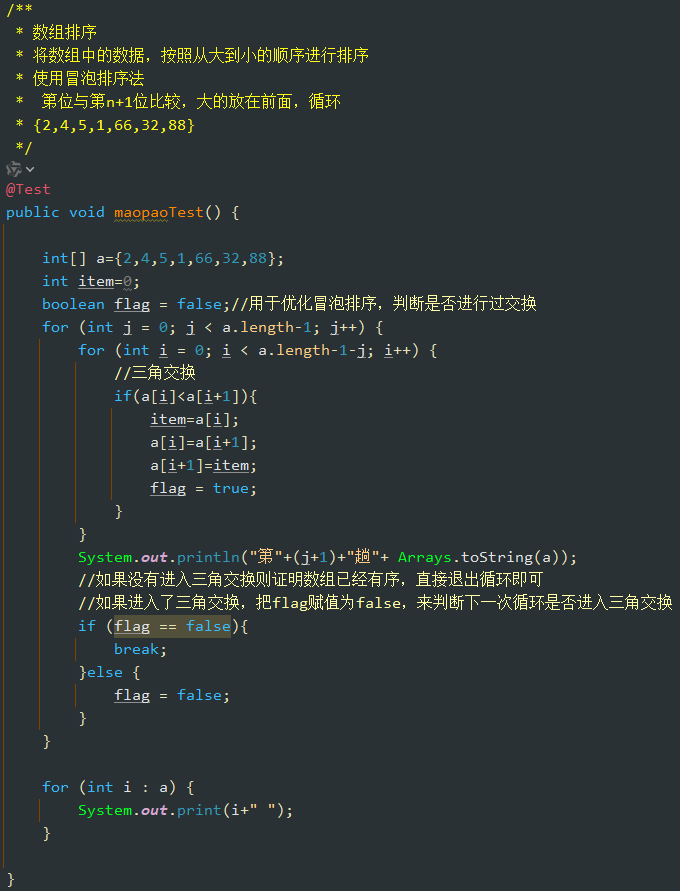 /**
 * 数组排序
 * 将数组中的数据，按照从大到小的顺序进行排序
 * 使用冒泡排序法
 *  第位与第n+1位比较，大的放在前面，循环
 * {2,4,5,1,66,32,88}
 */
@Test
public void maopaoTest() {
    int[] a={2,4,5,1,66,32,88};
    int item=0;
    boolean flag = false;//用于优化冒泡排序，判断是否进行过交换
    for (int j = 0; j < a.length-1; j++) {
        for (int i = 0; i < a.length-1-j; i++) {
            //三角交换
            if(a[i]<a[i+1]){
                item=a[i];
                a[i]=a[i+1];
                a[i+1]=item;
                flag = true;
            }
        }
        System.out.println("第"+(j+1)+"趟"+ Arrays.toString(a));
        //如果没有进入三角交换则证明数组已经有序，直接退出循环即可
        //如果进入了三角交换，把flag赋值为false，来判断下一次循环是否进入三角交换
        if (flag == false){
            break;
        }else {
            flag = false;
        }
    }
    for (int i : a) {
        System.out.print(i+" ");
    }
}